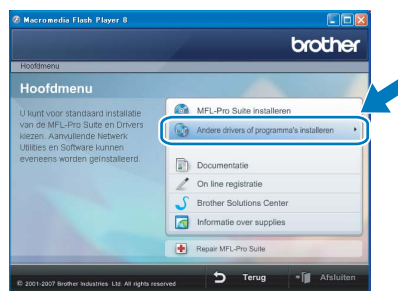 Macromedia Flash Player 8
brother
Hoofdmenu
Hoofdmenu
U kunt voor standaard installatie
van de MFL-Pro Suite en Drivers
kiezen. Aanvullende Netwerk
Utilities en Software kunnen
eveneens worden geïnstalleerd.
MFL-Pro Suite installeren
Andere drivers of programma's installeren
Documentatie
On line registratie
Brother Solutions Center
Informatie over supplies
Repair MFL-Pro Suite
© 2001-2007 Brother Industries Ltd. All rights reserved
Terug
Afsluiten